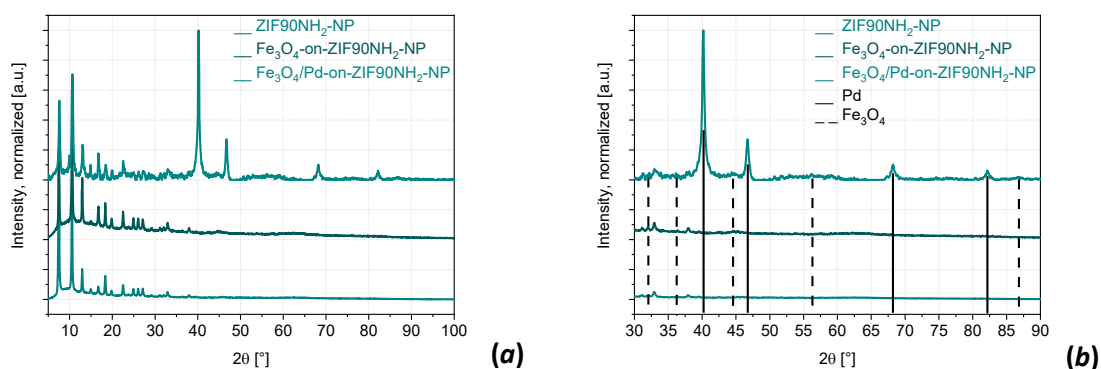 ZIF90NH₂-NP
Fe₃O₄-on-ZIF90NH₂-NP
Fe₃O₄/Pd-on-ZIF90NH₂-NP
Intensity, normalized [a.u.]
10 20 30 40 50 60 70 80 90 100
2θ [°]
(a)
ZIF90NH₂-NP
Fe₃O₄-on-ZIF90NH₂-NP
Fe₃O₄/Pd-on-ZIF90NH₂-NP
Pd
Fe₃O₄
Intensity, normalized [a.u.]
30 35 40 45 50 55 60 65 70 75 80 85 90
2θ [°]
(b)